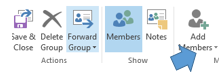 Save & Close
Delete Group
Forward Group
Members
Notes
Add Members
Actions
Show
M